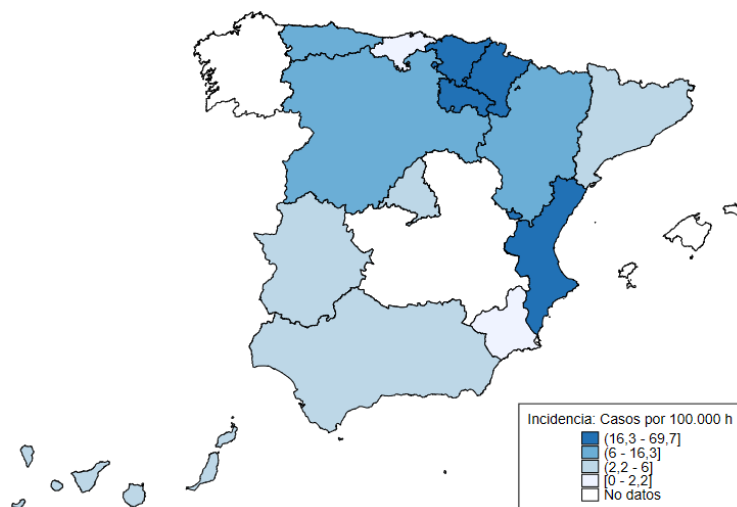 Incidencia: Casos por 100.000 h
(16,3 - 69,7]
(6 - 16,3]
(2,2 - 6]
[0 - 2,2]
No datos